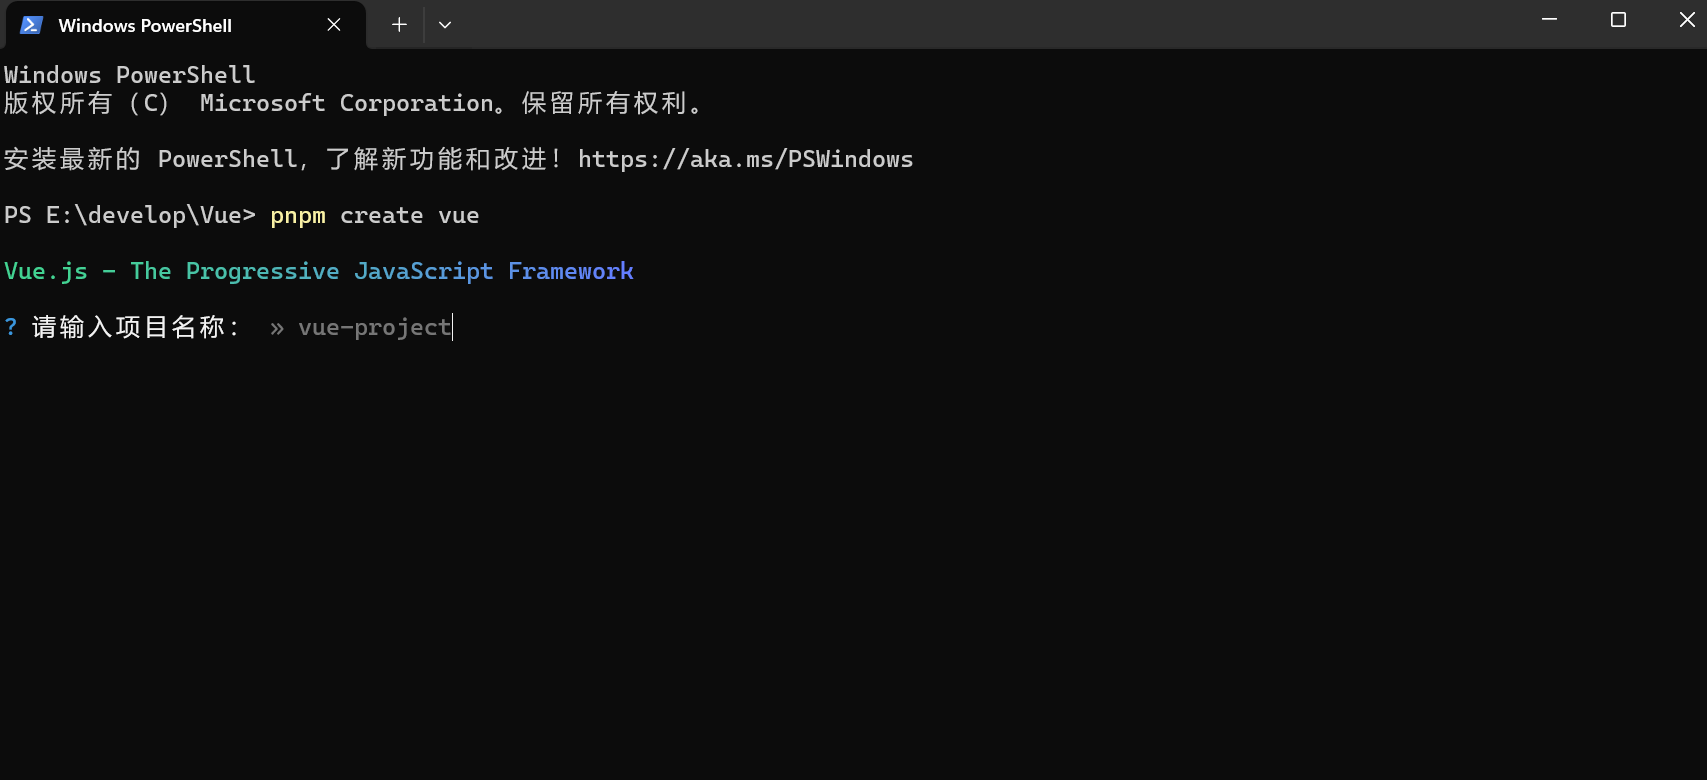 Windows PowerShell
Windows PowerShell
版权所有（C） Microsoft Corporation。保留所有权利。
安装最新的 PowerShell，了解新功能和改进！https://aka.ms/PSWindows
PS E:\develop\Vue> pnpm create vue
Vue.js - The Progressive JavaScript Framework
? 请输入项目名称： » vue-project